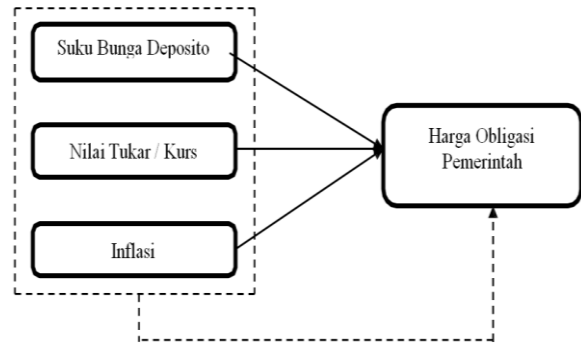 Suku Bunga Deposito
Nilai Tukar / Kurs
Inflasi
Harga Obligasi
Pemerintah